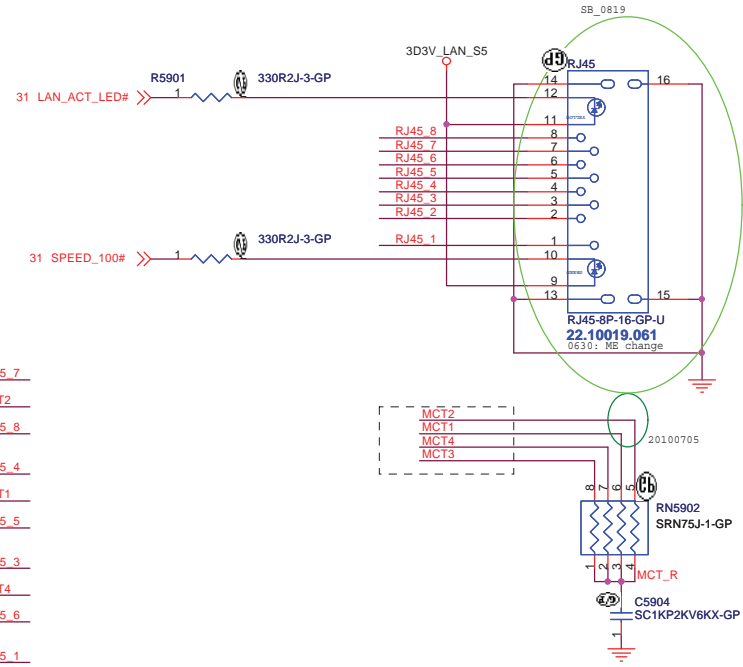 SB_0819
3D3V_LAN_S5
RJ45
R5901
330R2J-3-GP
14
16
31 LAN_ACT_LED#
1
12
11
RJ45_8
8
RJ45_7
7
RJ45_6
6
RJ45_5
5
RJ45_4
4
RJ45_3
3
RJ45_2
2
330R2J-3-GP
RJ45_1
1
31 SPEED_100#
1
10
9
13
15
RJ45-8P-16-GP-U
22.10019.061
0630: ME change
5_7
T2
5_8
5_4
T1
5_5
5_3
T4
5_6
5_1
MCT2
MCT1
MCT4
MCT3
20100705
8
7
6
5
RN5902
SRN75J-1-GP
1
2
3
4
MCT_R
C5904
SC1KP2KV6KX-GP
1